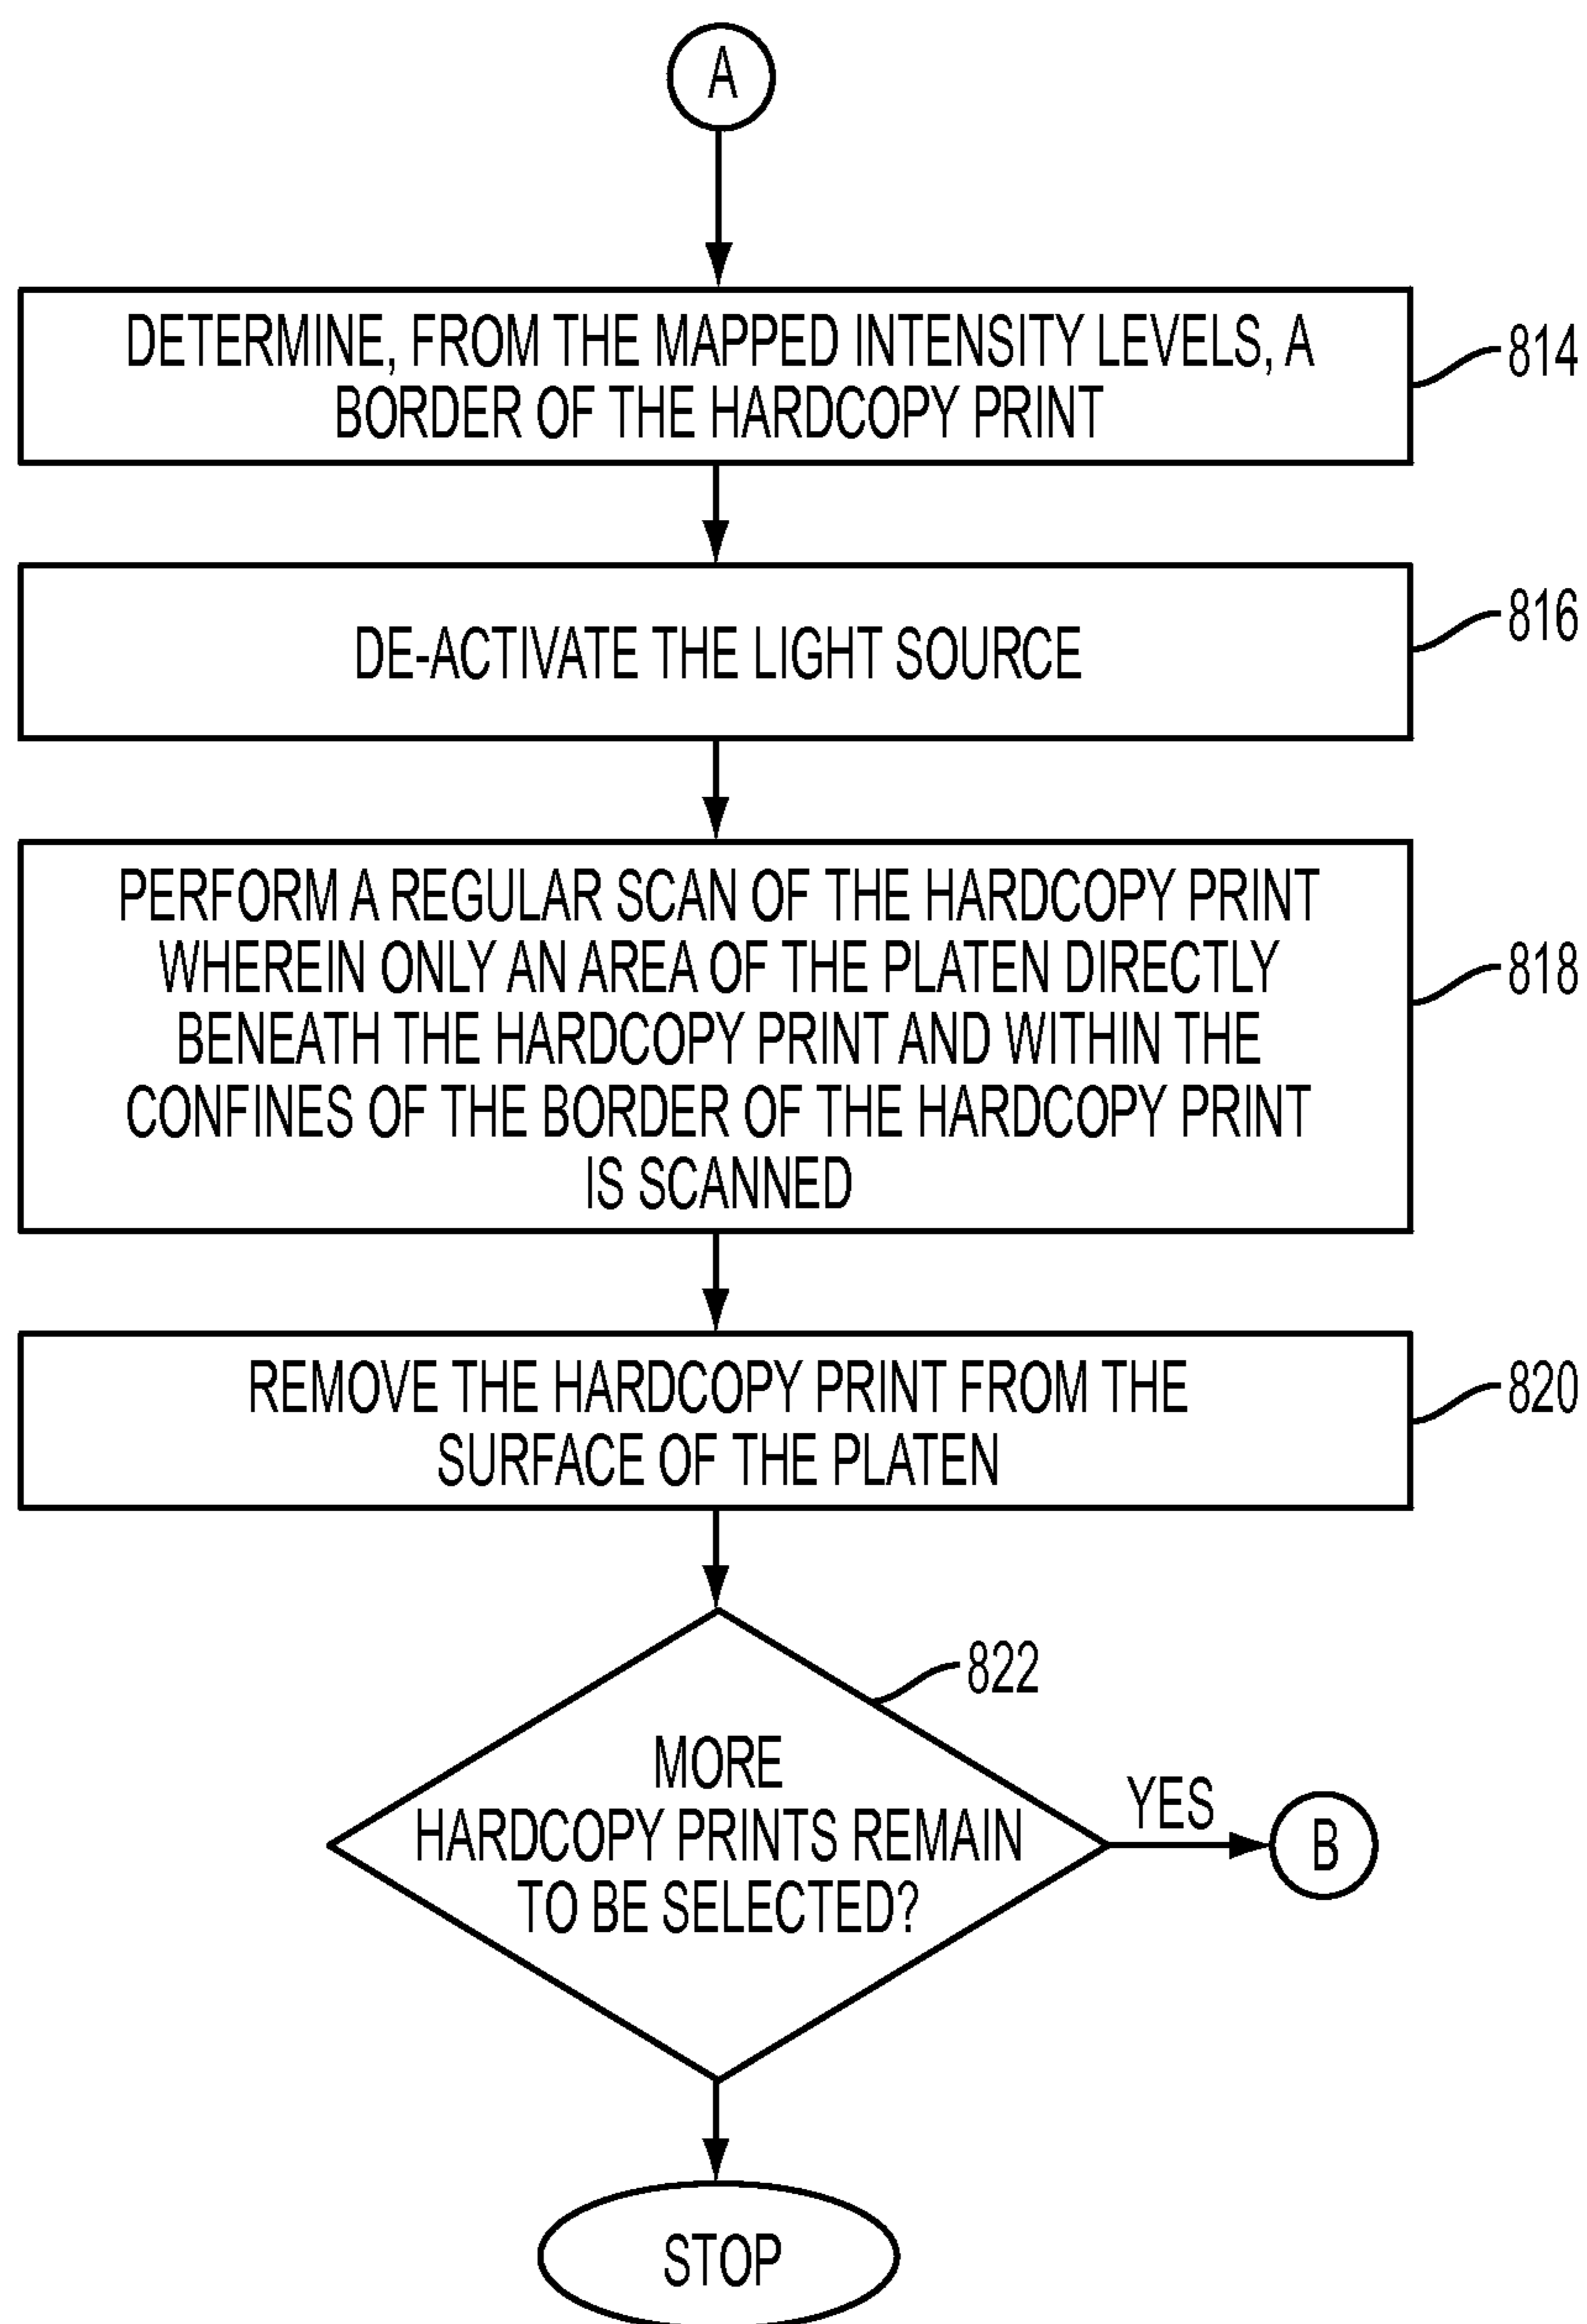 A
DETERMINE, FROM THE MAPPED INTENSITY LEVELS, A
BORDER OF THE HARDCOPY PRINT
814
DE-ACTIVATE THE LIGHT SOURCE
816
PERFORM A REGULAR SCAN OF THE HARDCOPY PRINT
WHEREIN ONLY AN AREA OF THE PLATEN DIRECTLY
BENEATH THE HARDCOPY PRINT AND WITHIN THE
CONFINES OF THE BORDER OF THE HARDCOPY PRINT
IS SCANNED
818
REMOVE THE HARDCOPY PRINT FROM THE
SURFACE OF THE PLATEN
820
822
MORE
HARDCOPY PRINTS REMAIN
TO BE SELECTED?
YES
B
STOP